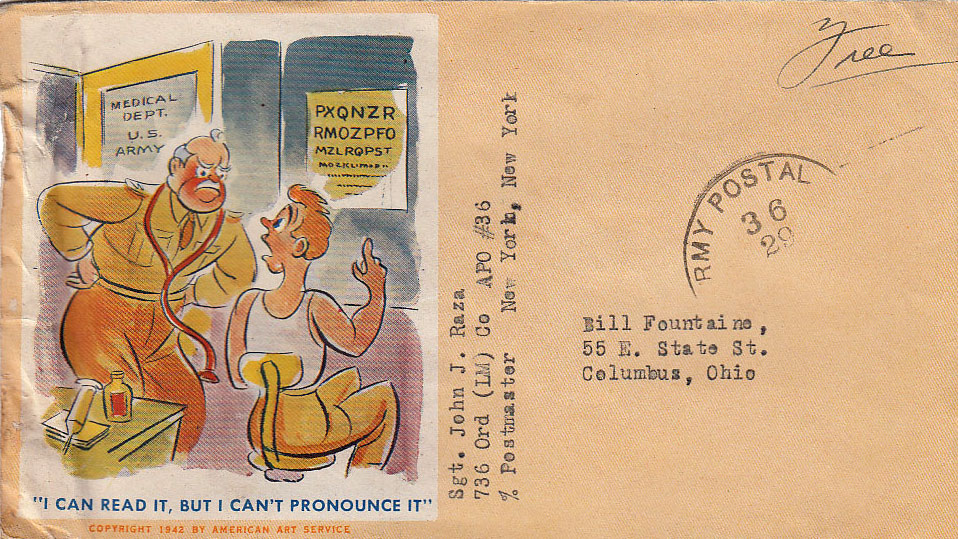 MEDICAL
DEPT.
U.S.
ARMY
PXQNZR
RMOZPFO
MZLRQPST
"I CAN READ IT, BUT I CAN'T PRONOUNCE IT"
COPYRIGHT 1942 BY AMERICAN ART SERVICE
Sgt. John J. Raza
736 Ord (LM) Co APO #36
% Postmaster New York, New York
Free
RMY POSTAL
36
29
Bill Fountaine,
55 E. State St.
Columbus, Ohio